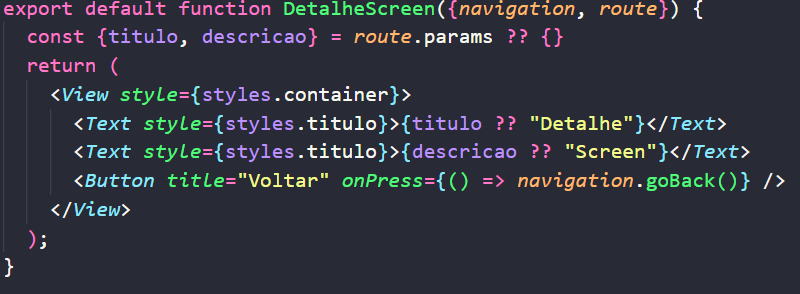 export default function DetalheScreen({navigation, route}) {
const {titulo, descricao} = route.params ?? {}
return (
<View style={styles.container}>
<Text style={styles.titulo}>{titulo ?? "Detalhe"}</Text>
<Text style={styles.titulo}>{descricao ?? "Screen"}</Text>
<Button title="Voltar" onPress={() => navigation.goBack()} />
</View>
);
}